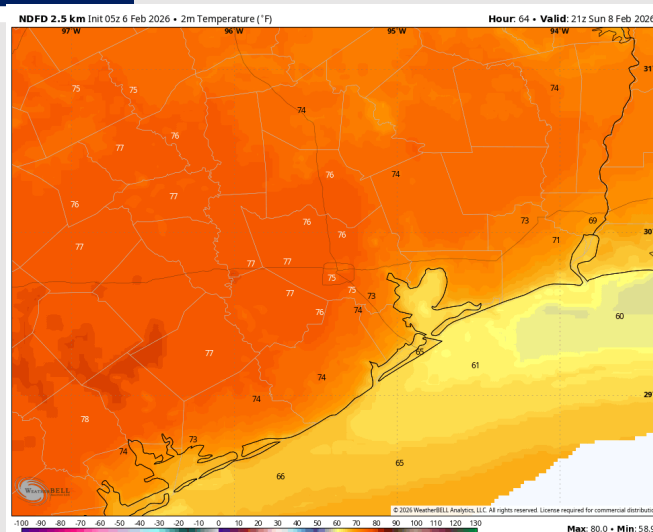 NDFD 2.5 km Init 05z 6 Feb 2026 • 2m Temperature (°F)
Hour: 64 • Valid: 21z Sun 8 Feb 2026
97°W 96°W 95°W 94°W
31
75 75 74 74
76
77
76 74
77
76 73 69
76
76 71 30
77
77 77
75
77 75 73
76 74 60
77 65
61
74
74 29
78
73
74
65
66
WeatherBELL
© 2026 WeatherBELL Analytics, LLC. All rights reserved. License required for commercial distributio
-100 -90 -80 -70 -60 -50 -40 -30 -20 -10 0 10 20 30 40 50 60 70 80 90 100 110 120 130
Max: 80.0 • Min: 58.9